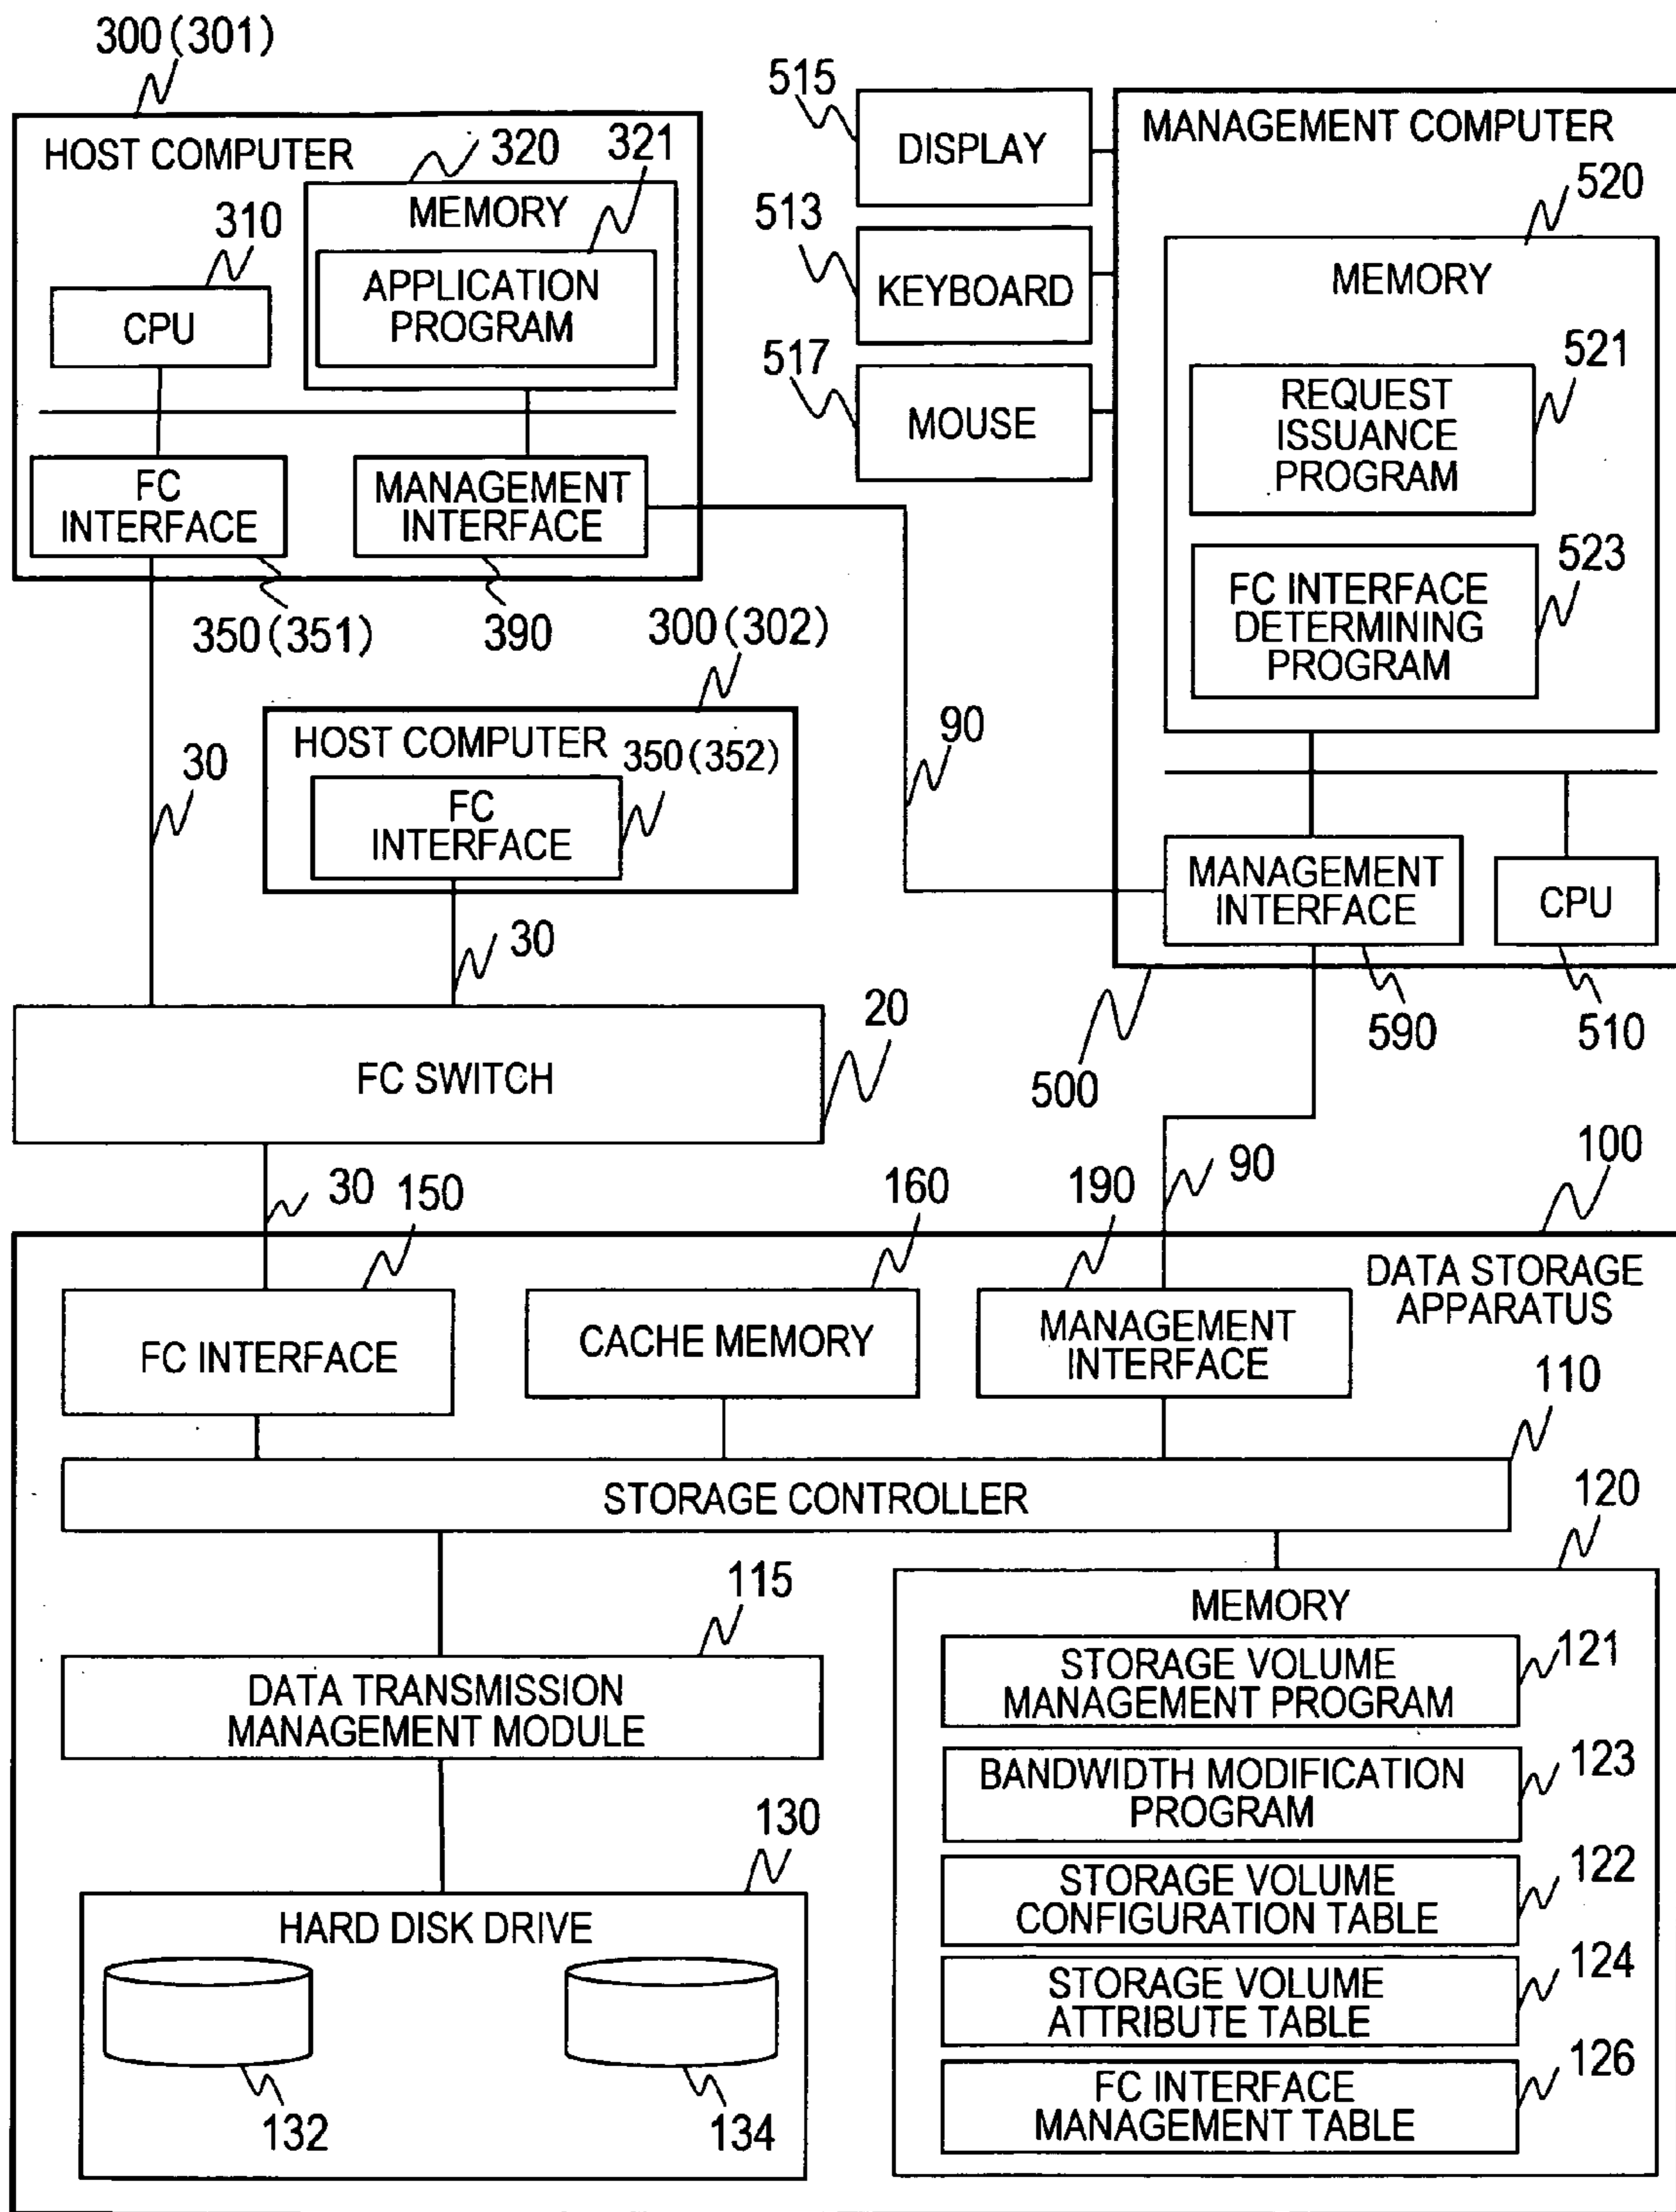 300(301)
HOST COMPUTER
320
321
MEMORY
310
APPLICATION
PROGRAM
CPU
FC
INTERFACE
MANAGEMENT
INTERFACE
350(351)
390
515
DISPLAY
513
KEYBOARD
517
MOUSE
MANAGEMENT COMPUTER
520
MEMORY
521
REQUEST
ISSUANCE
PROGRAM
523
FC INTERFACE
DETERMINING
PROGRAM
300(302)
HOST COMPUTER
350(352)
FC
INTERFACE
30
90
30
MANAGEMENT
INTERFACE
CPU
590
510
500
20
FC SWITCH
30
150
160
190
90
100
DATA STORAGE
APPARATUS
FC INTERFACE
CACHE MEMORY
MANAGEMENT
INTERFACE
110
STORAGE CONTROLLER
120
115
DATA TRANSMISSION
MANAGEMENT MODULE
130
HARD DISK DRIVE
132
134
MEMORY
STORAGE VOLUME
MANAGEMENT PROGRAM
121
BANDWIDTH MODIFICATION
PROGRAM
123
STORAGE VOLUME
CONFIGURATION TABLE
122
STORAGE VOLUME
ATTRIBUTE TABLE
124
FC INTERFACE
MANAGEMENT TABLE
126